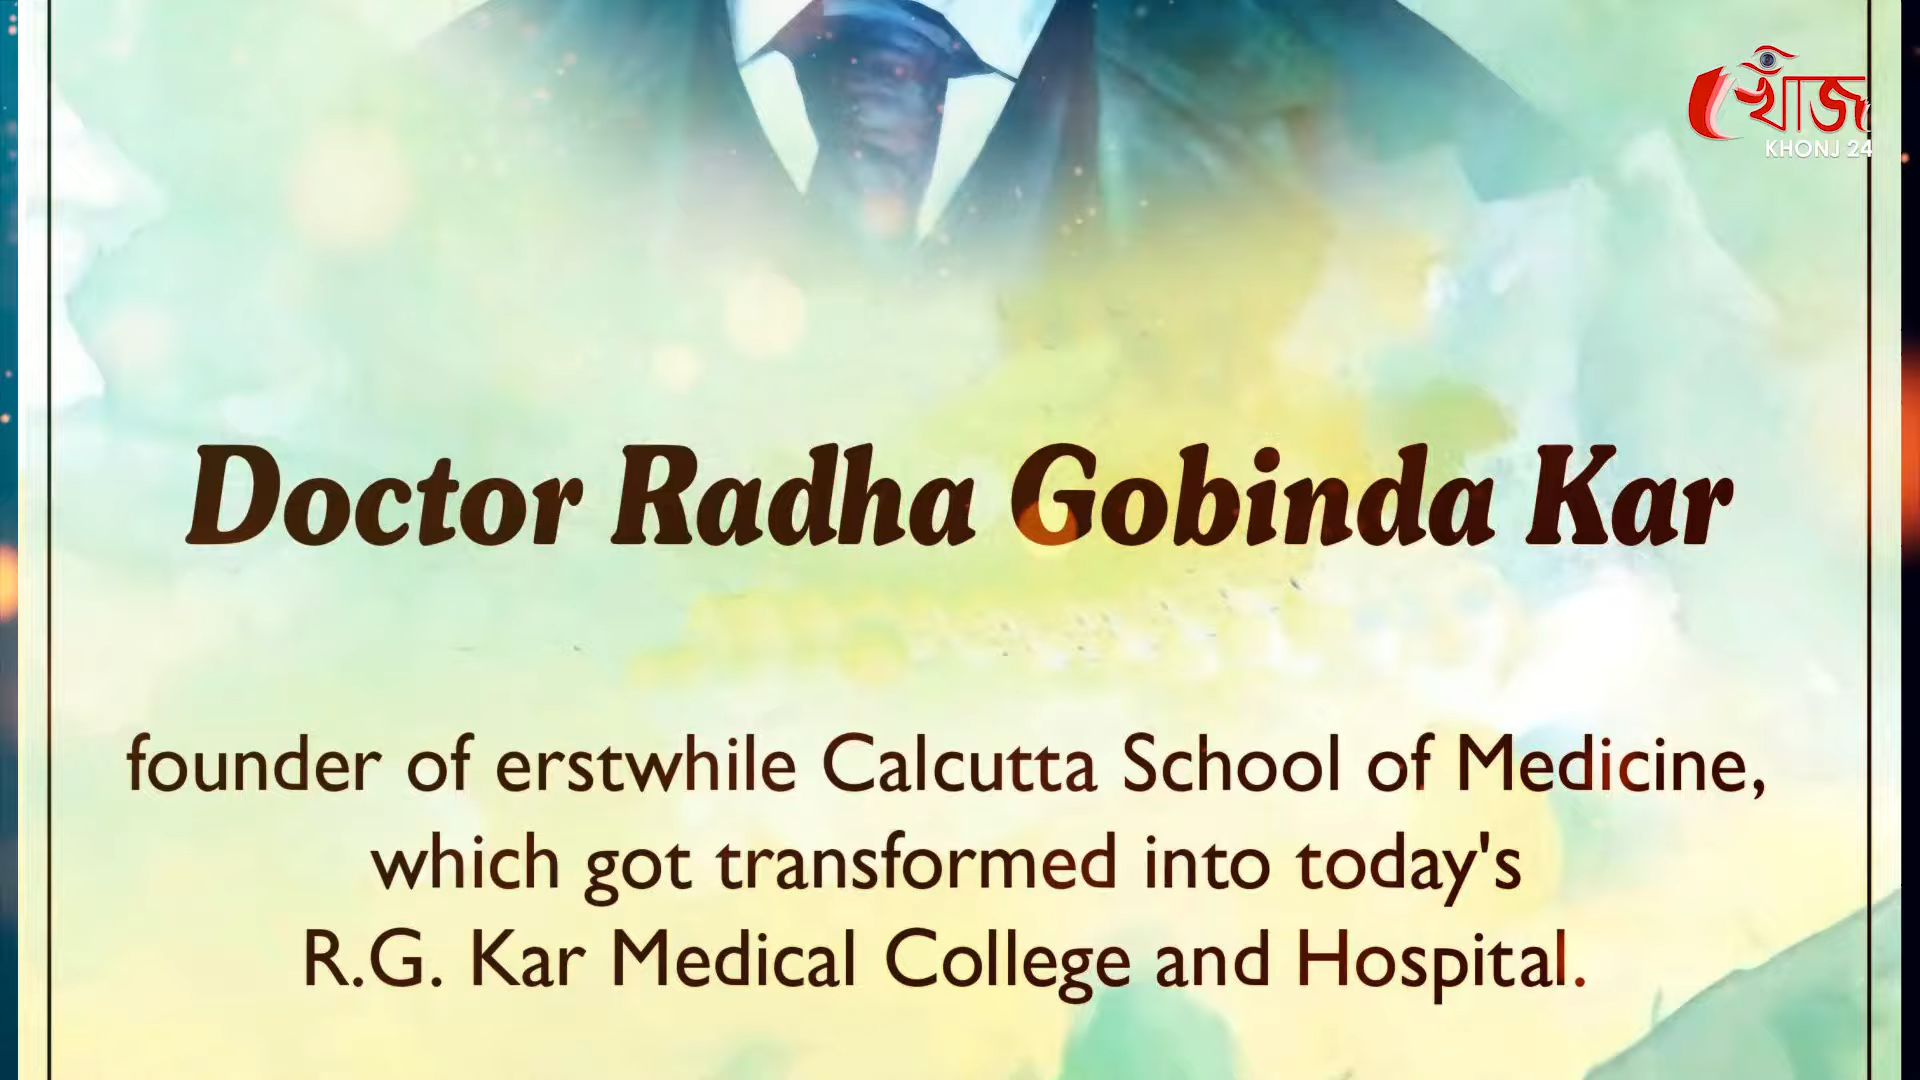 খোঁজ
KHONJ 24
Doctor Radha Gobinda Kar
founder of erstwhile Calcutta School of Medicine,
which got transformed into today's
R.G. Kar Medical College and Hospital.